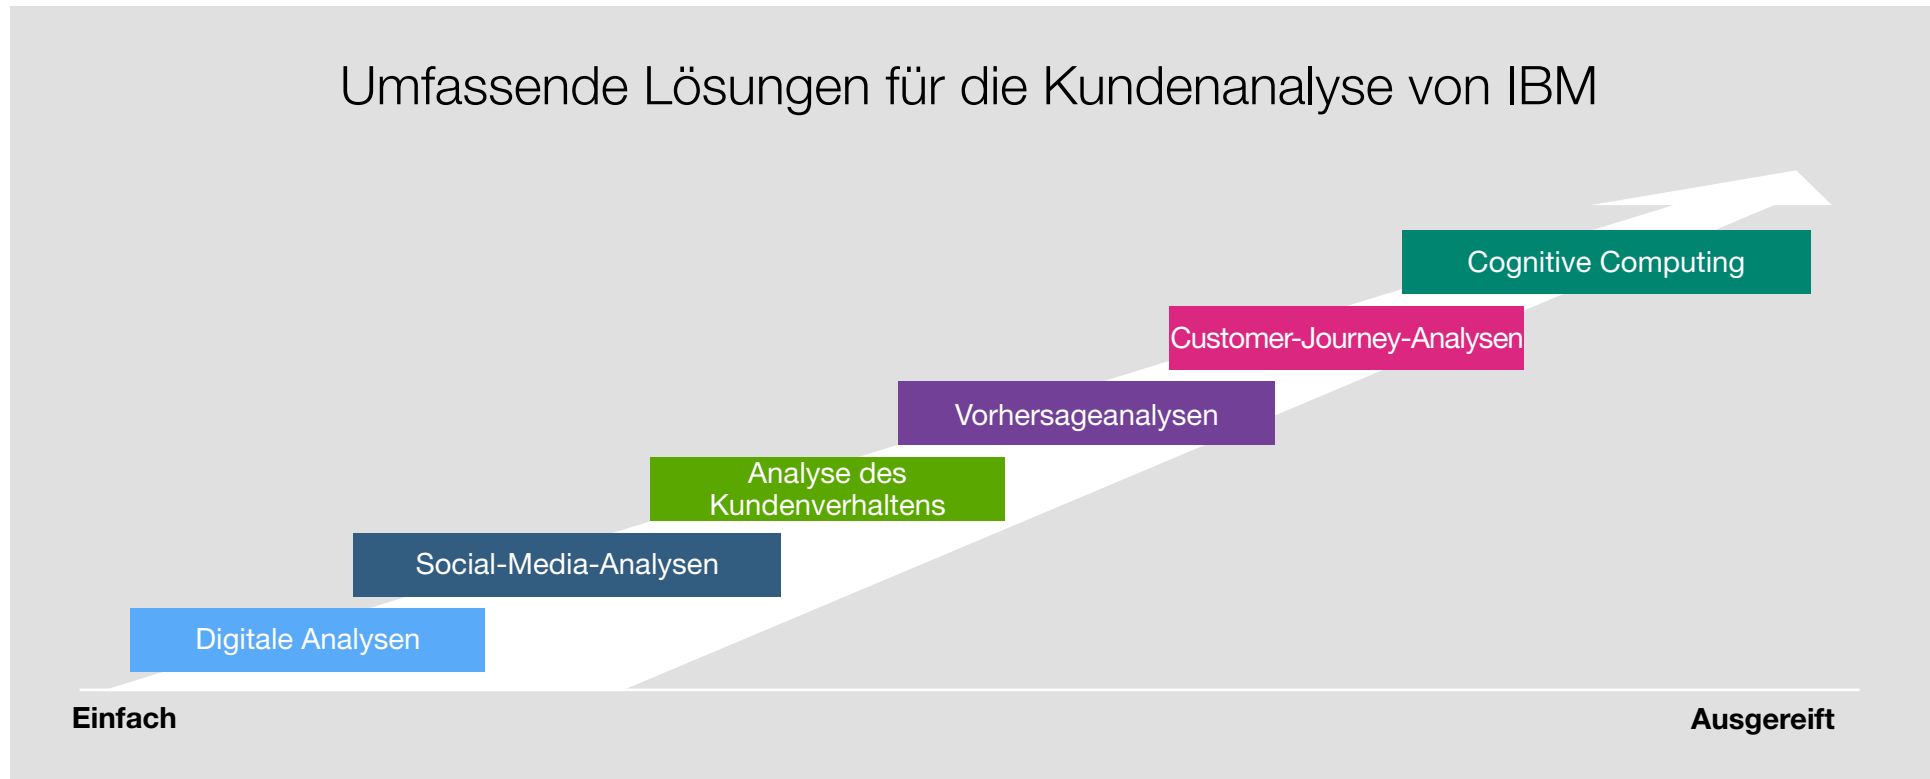 Umfassende Lösungen für die Kundenanalyse von IBM
Cognitive Computing
Customer-Journey-Analysen
Vorhersageanalysen
Analyse des
Kundenverhaltens
Social-Media-Analysen
Digitale Analysen
Einfach
Ausgereift